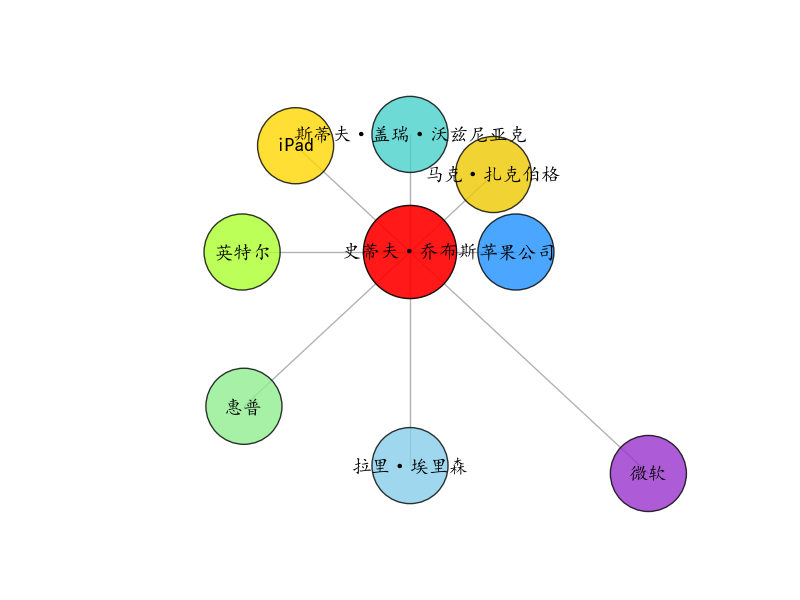 斯蒂夫•盖瑞•沃兹尼亚克
iPad
马克•扎克伯格
英特尔
史蒂夫•乔布斯
苹果公司
惠普
拉里•埃里森
微软